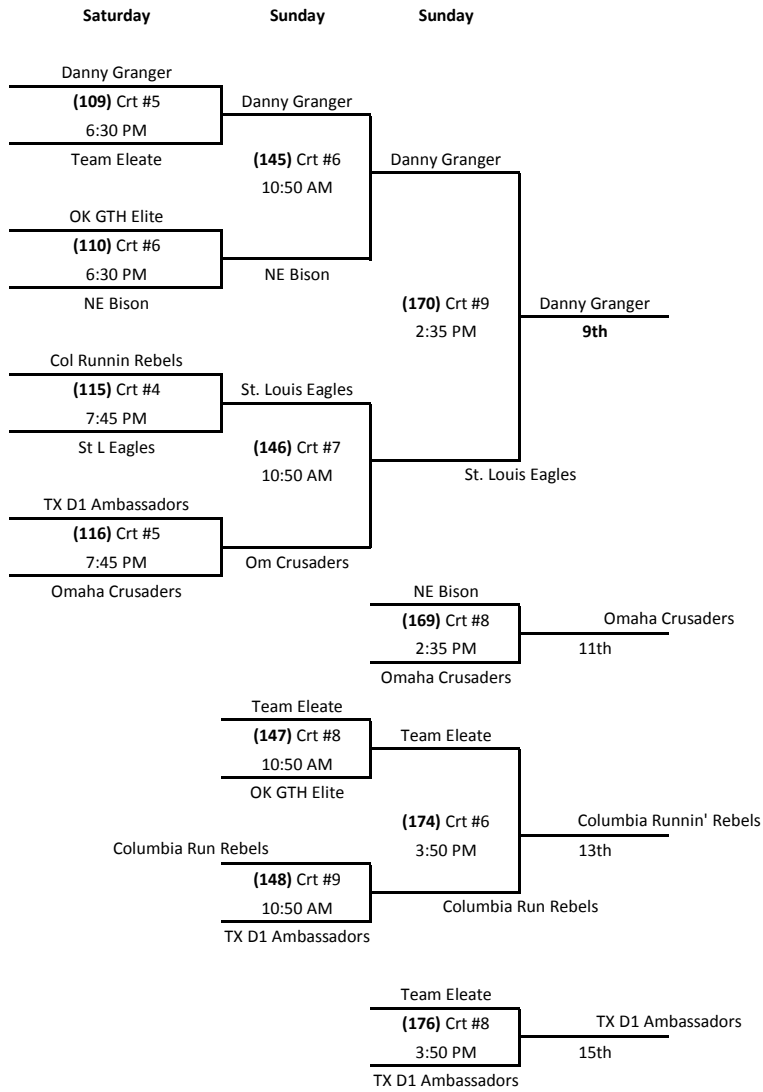 Saturday Sunday Sunday
Danny Granger
(109) Crt #5 Danny Granger
6:30 PM
Team Eleate (145) Crt #6 Danny Granger
10:50 AM
OK GTH Elite
(110) Crt #6
6:30 PM NE Bison
NE Bison (170) Crt #9 Danny Granger
2:35 PM 9th
Col Runnin Rebels
(115) Crt #4 St. Louis Eagles
7:45 PM
St L Eagles (146) Crt #7
10:50 AM St. Louis Eagles
TX D1 Ambassadors
(116) Crt #5
7:45 PM Om Crusaders
Omaha Crusaders NE Bison
(169) Crt #8 Omaha Crusaders
2:35 PM 11th
Omaha Crusaders
Team Eleate
(147) Crt #8 Team Eleate
10:50 AM
OK GTH Elite
(174) Crt #6 Columbia Runnin' Rebels
Columbia Run Rebels 3:50 PM 13th
(148) Crt #9
10:50 AM Columbia Run Rebels
TX D1 Ambassadors
Team Eleate
(176) Crt #8 TX D1 Ambassadors
3:50 PM 15th
TX D1 Ambassadors